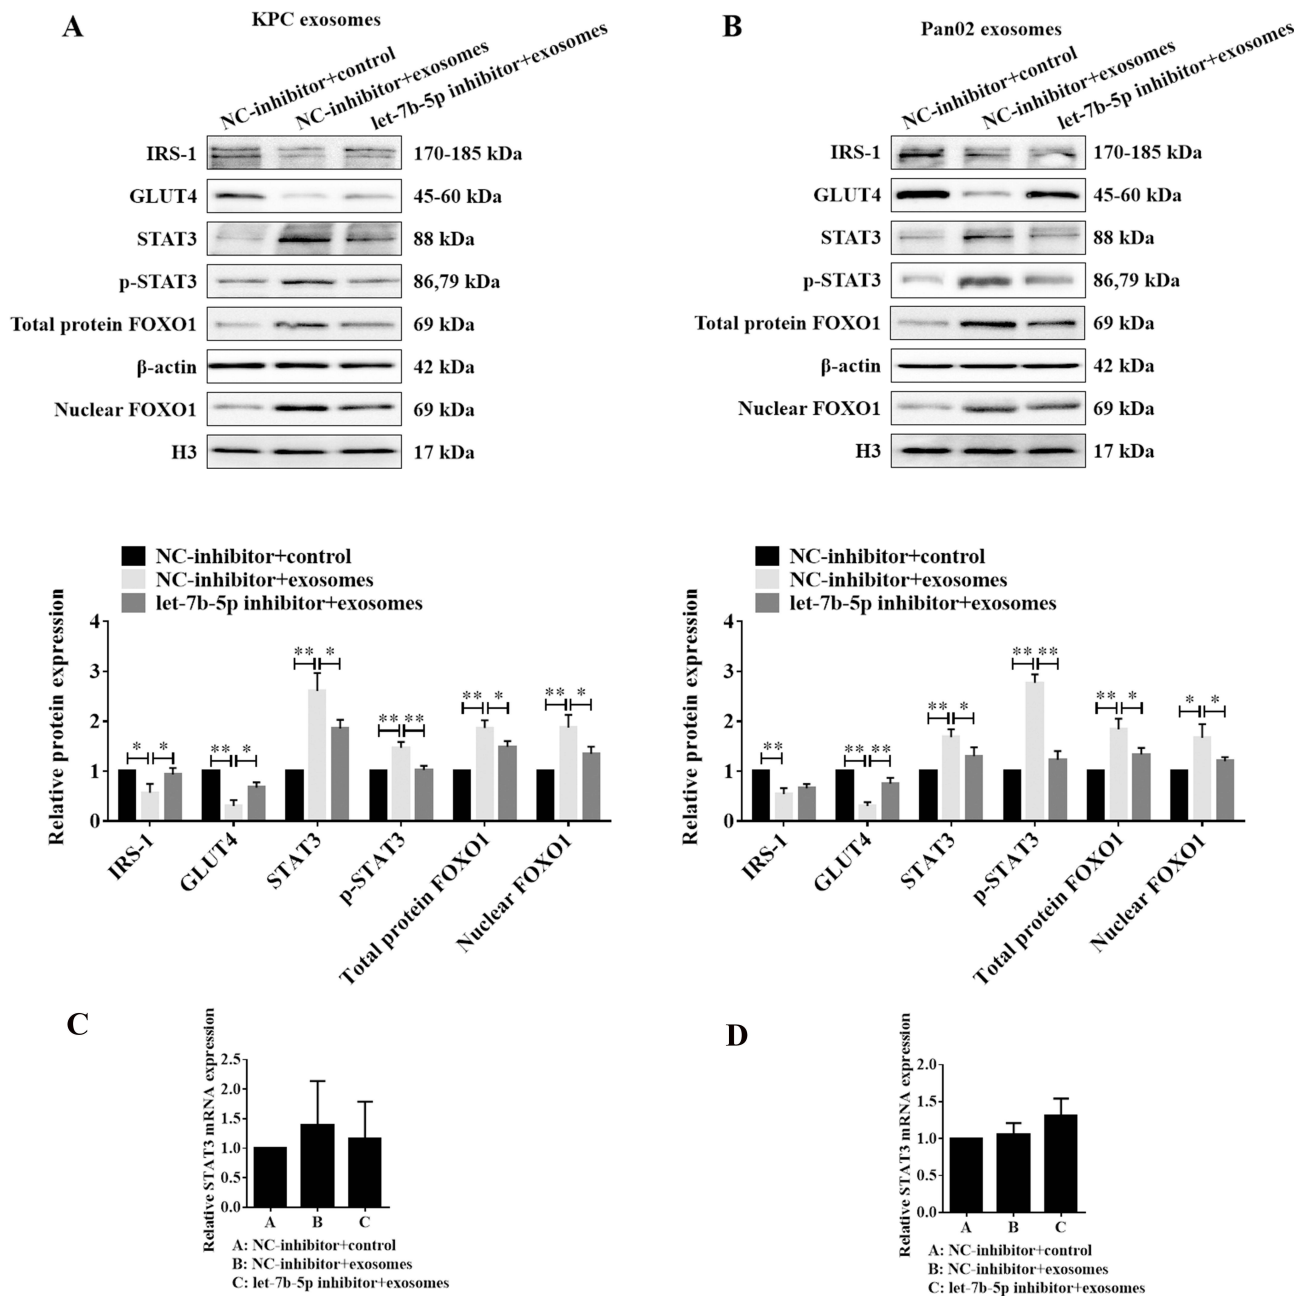 A
KPC exosomes
NC-inhibitor+control
NC-inhibitor+exosomes
let-7b-5p inhibitor+exosomes
IRS-1 170-185 kDa
GLUT4 45-60 kDa
STAT3 88 kDa
p-STAT3 86,79 kDa
Total protein FOXO1 69 kDa
β-actin 42 kDa
Nuclear FOXO1 69 kDa
H3 17 kDa
NC-inhibitor+control
NC-inhibitor+exosomes
let-7b-5p inhibitor+exosomes
Relative protein expression
4
3
2
1
0
* *
** *
** *
** **
** *
** *
IRS-1
GLUT4
STAT3
p-STAT3
Total protein FOXO1
Nuclear FOXO1
B
Pan02 exosomes
NC-inhibitor+control
NC-inhibitor+exosomes
let-7b-5p inhibitor+exosomes
IRS-1 170-185 kDa
GLUT4 45-60 kDa
STAT3 88 kDa
p-STAT3 86,79 kDa
Total protein FOXO1 69 kDa
β-actin 42 kDa
Nuclear FOXO1 69 kDa
H3 17 kDa
NC-inhibitor+control
NC-inhibitor+exosomes
let-7b-5p inhibitor+exosomes
Relative protein expression
4
3
2
1
0
**
** **
** *
** **
** *
* *
IRS-1
GLUT4
STAT3
p-STAT3
Total protein FOXO1
Nuclear FOXO1
C
Relative STAT3 mRNA expression
2.5
2.0
1.5
1.0
0.5
0.0
A B C
A: NC-inhibitor+control
B: NC-inhibitor+exosomes
C: let-7b-5p inhibitor+exosomes
D
Relative STAT3 mRNA expression
2.0
1.5
1.0
0.5
0.0
A B C
A: NC-inhibitor+control
B: NC-inhibitor+exosomes
C: let-7b-5p inhibitor+exosomes